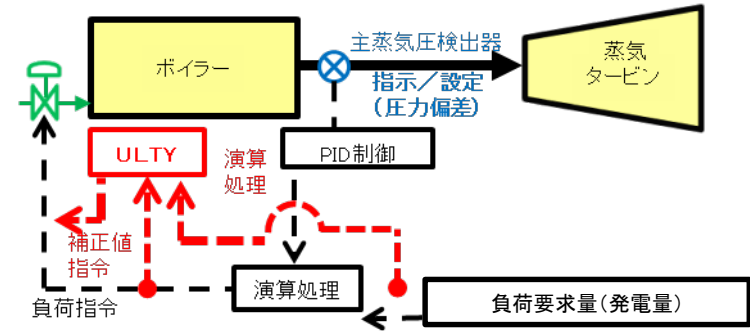 ボイラー
主蒸気圧検出器
指示／設定
（圧力偏差）
蒸気
タービン
ULTY
演算
処理
PID制御
補正値
指令
負荷指令
演算処理
負荷要求量（発電量）